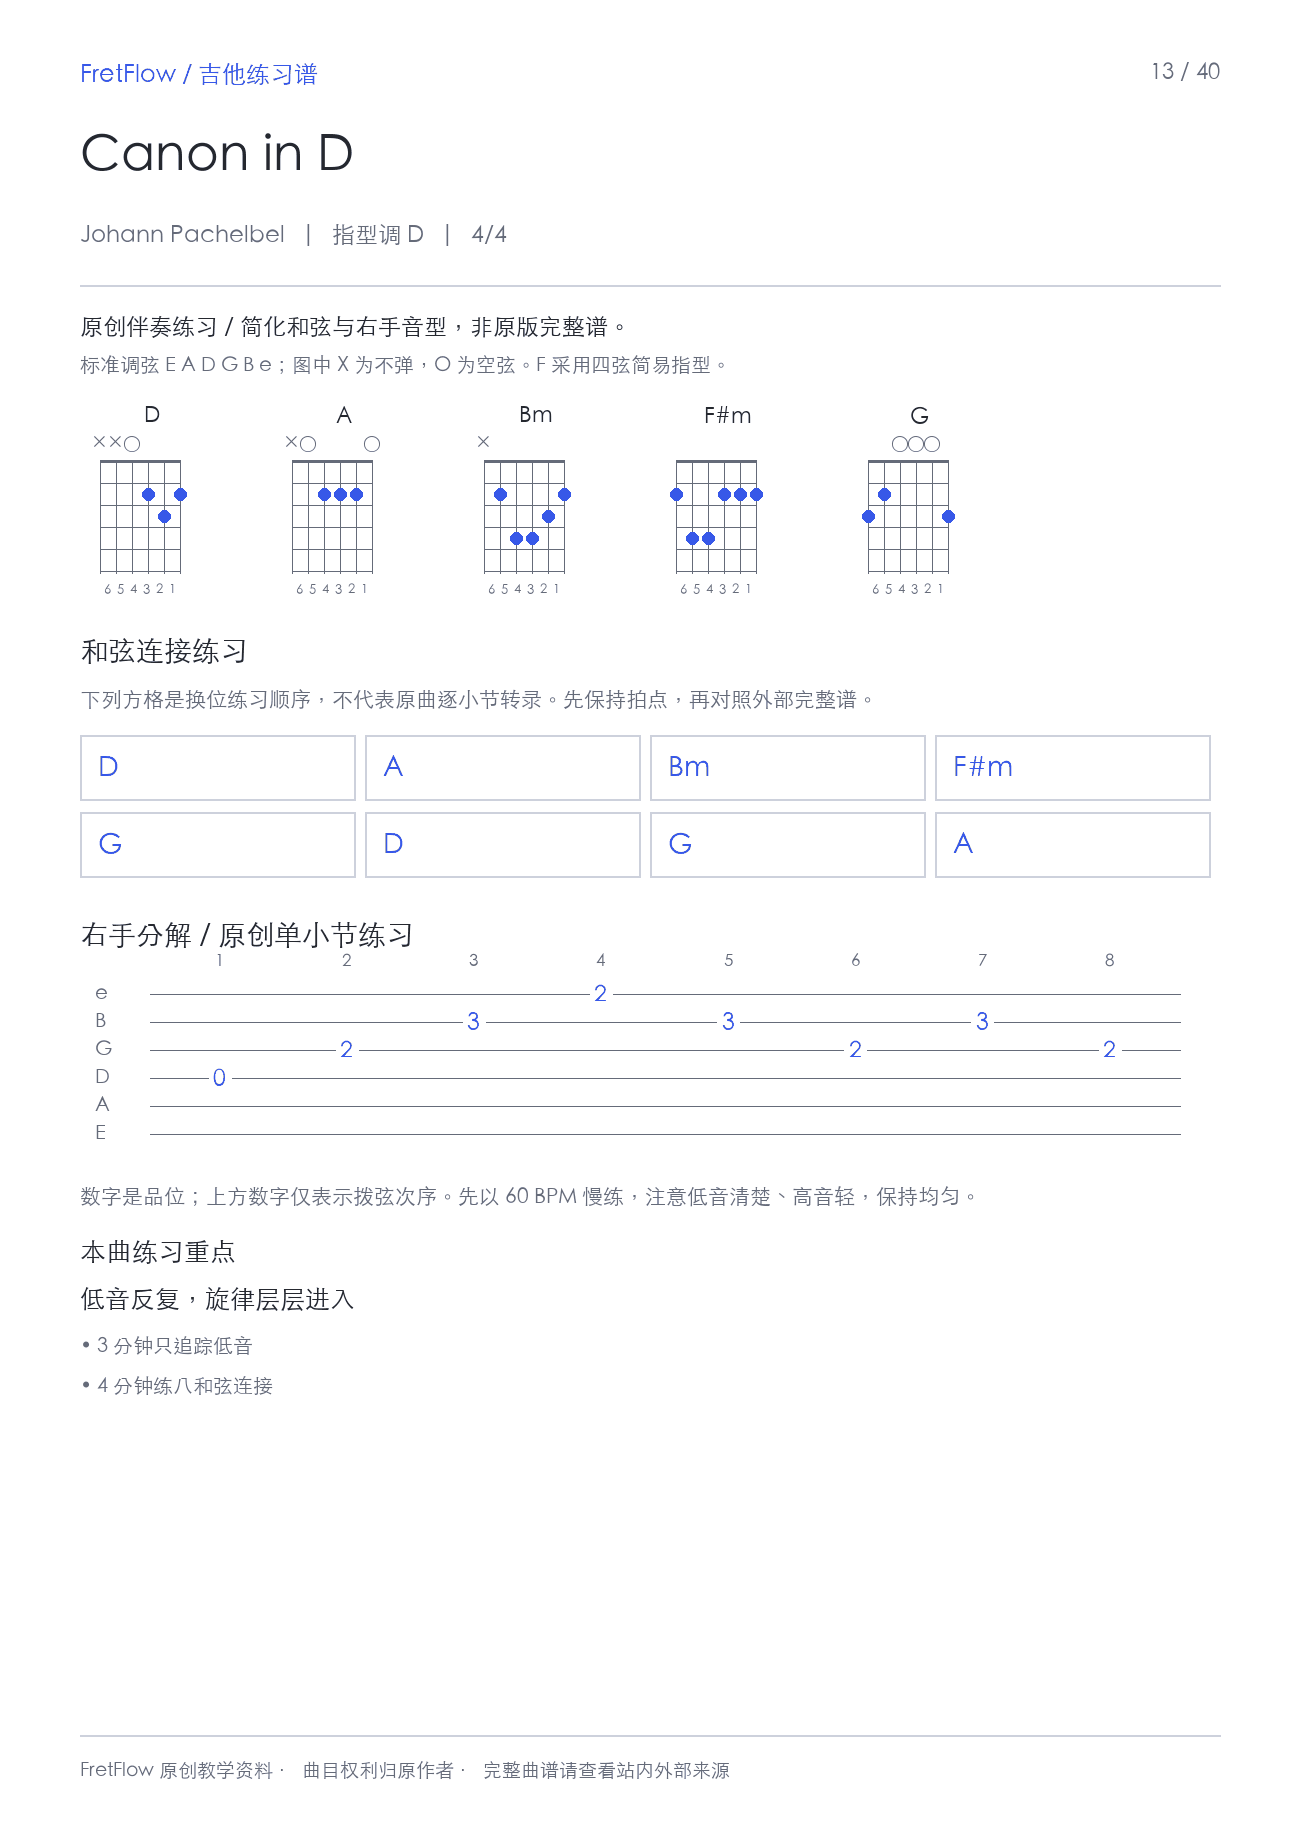 FretFlow / 吉他练习谱
13 / 40
Canon in D
Johann Pachelbel | 指型调 D | 4/4
原创伴奏练习 / 简化和弦与右手音型，非原版完整谱。
标准调弦 E A D G B e；图中 X 为不弹，O 为空弦。F 采用四弦简易指型。
D A Bm F#m G
××○ ×○ ○ × ○○○
6 5 4 3 2 1 6 5 4 3 2 1 6 5 4 3 2 1 6 5 4 3 2 1 6 5 4 3 2 1
和弦连接练习
下列方格是换位练习顺序，不代表原曲逐小节转录。先保持拍点，再对照外部完整谱。
D A Bm F#m
G D G A
右手分解 / 原创单小节练习
1 2 3 4 5 6 7 8
e 2
B 3 3 3
G 2 2 2
D 0
A
E
数字是品位；上方数字仅表示拨弦次序。先以 60 BPM 慢练，注意低音清楚、高音轻，保持均匀。
本曲练习重点
低音反复，旋律层层进入
• 3 分钟只追踪低音
• 4 分钟练八和弦连接
FretFlow 原创教学资料 · 曲目权利归原作者 · 完整曲谱请查看站内外部来源